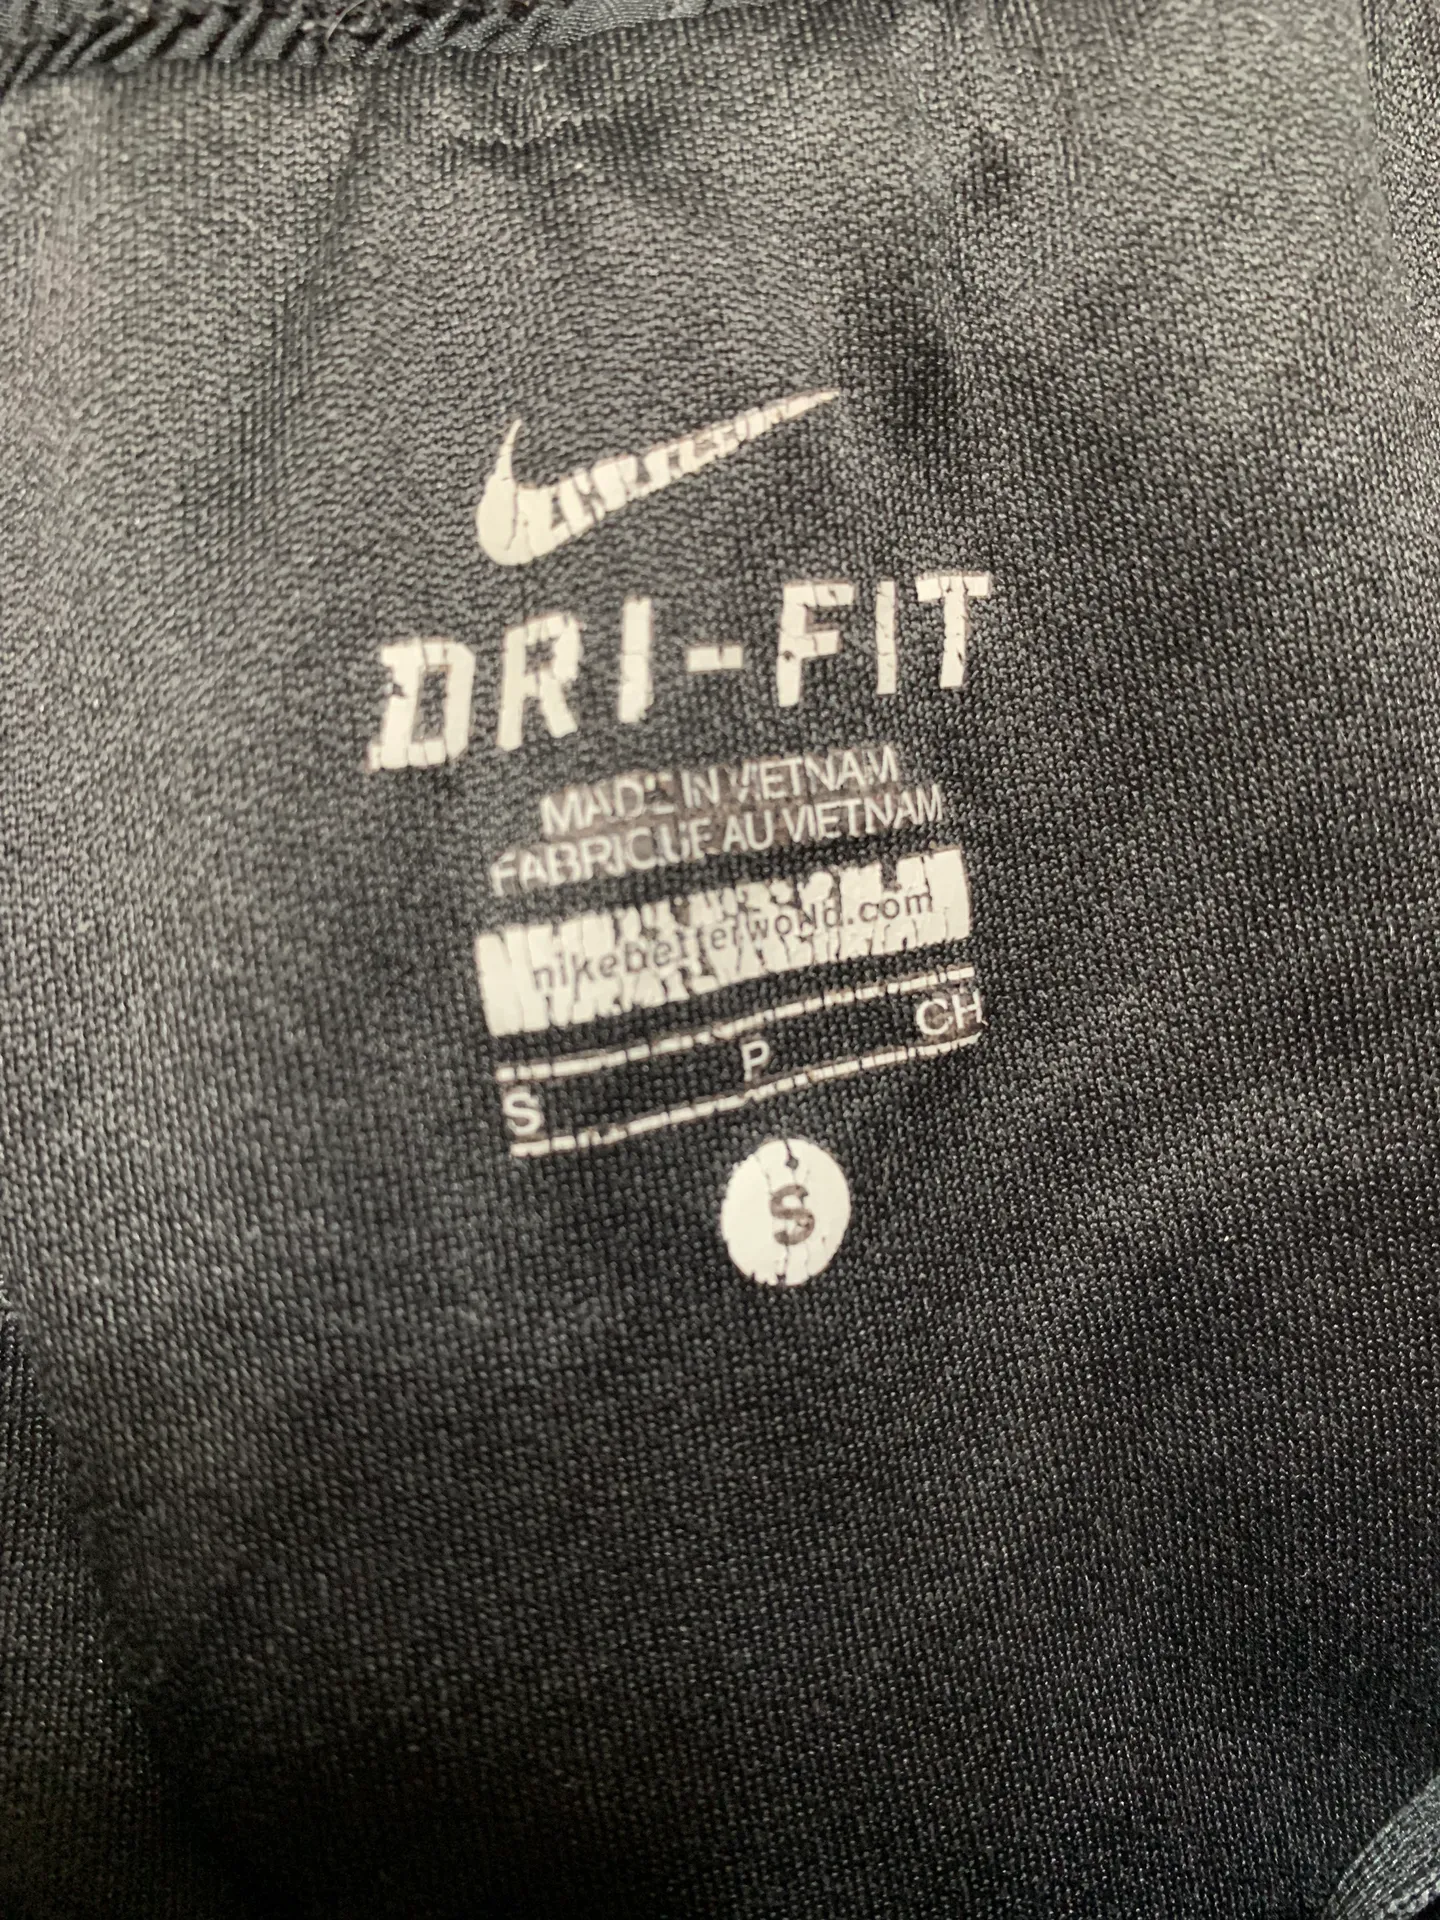 DRI-FIT
MADE IN VIETNAM
FABRIQUE AU VIETNAM
nikebetterworld.com
S P CH
S